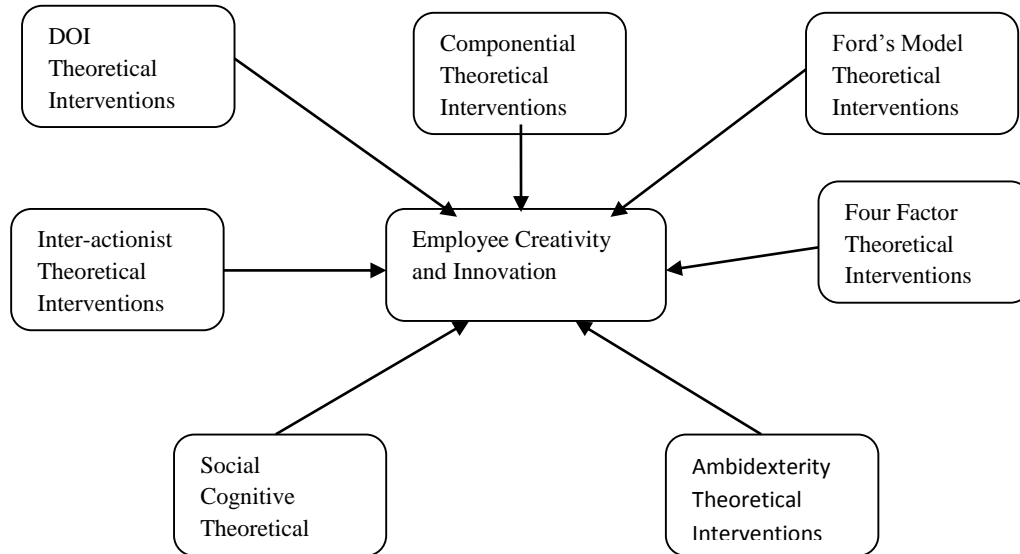 DOI
Theoretical
Interventions
Componential
Theoretical
Interventions
Ford's Model
Theoretical
Interventions
Inter-actionist
Theoretical
Interventions
Employee Creativity
and Innovation
Four Factor
Theoretical
Interventions
Social
Cognitive
Theoretical
Ambidexterity
Theoretical
Interventions